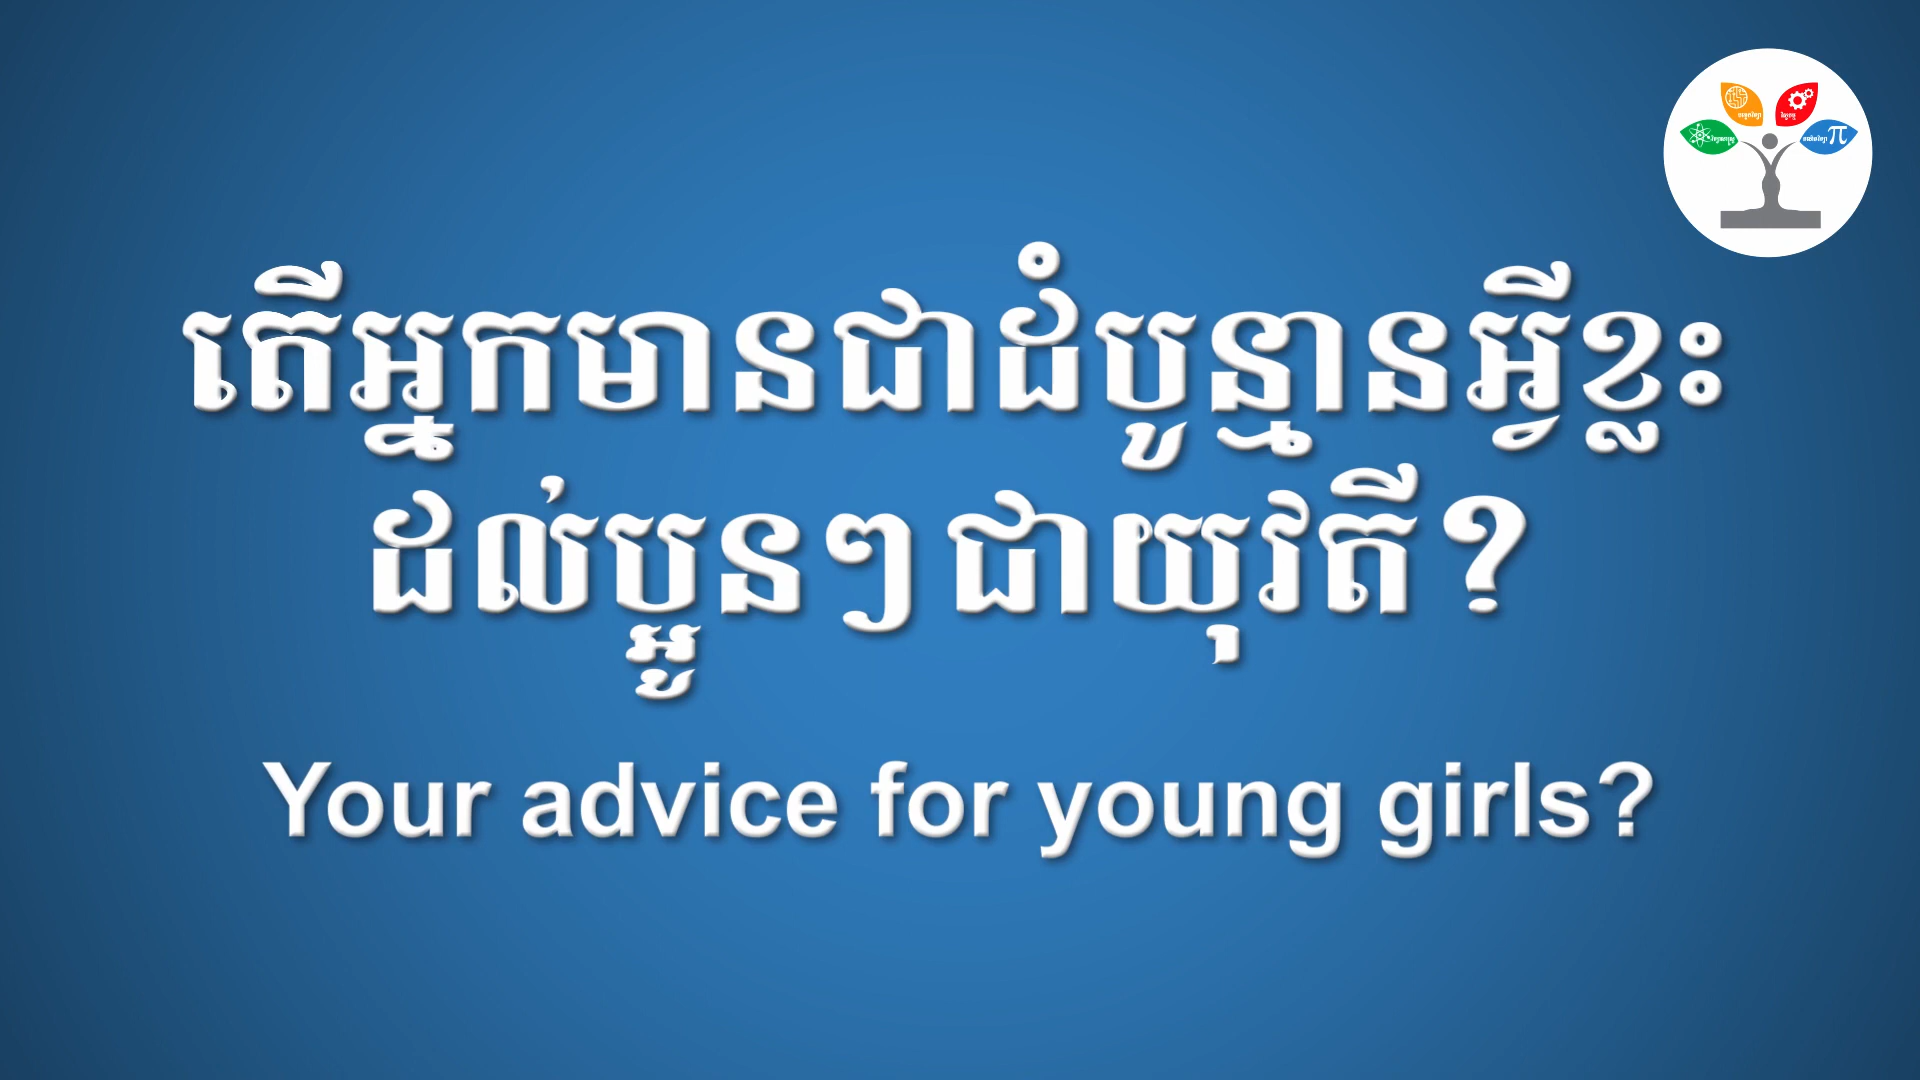 តើអ្នកមានជាដំបូន្មានអ្វីខ្លះ
ដល់ប្អូនៗជាយុវតី?
Your advice for young girls?
π